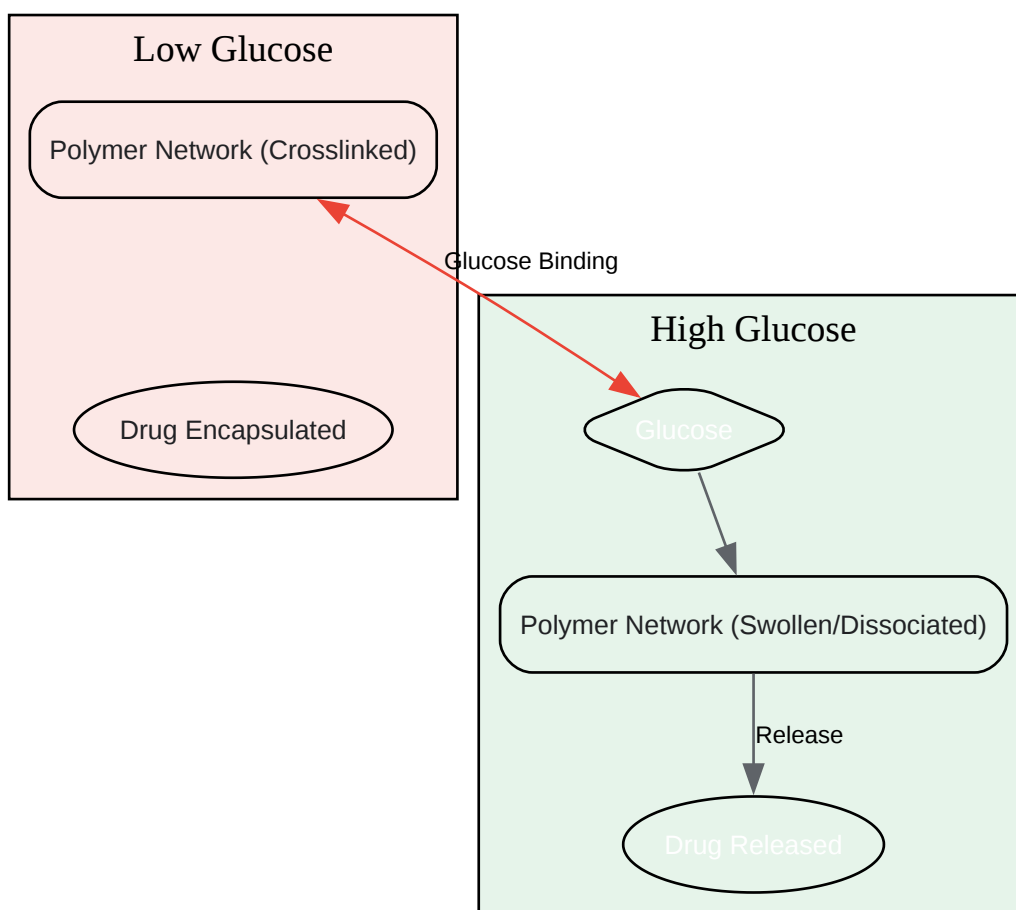 Low Glucose
Polymer Network (Crosslinked)
Glucose Binding
High Glucose
Drug Encapsulated
Glucose
Polymer Network (Swollen/Dissociated)
Release
Drug Released